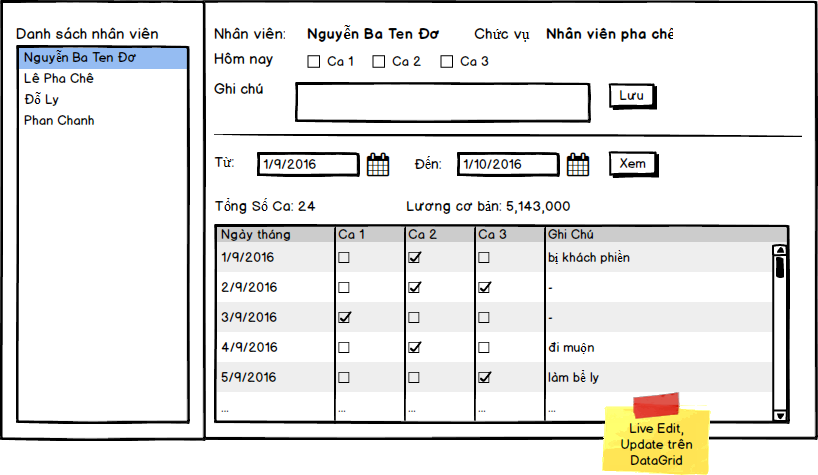 Danh sách nhân viên
Nguyễn Ba Ten Đơ
Lê Pha Chê
Đỗ Ly
Phan Chanh
Nhân viên: Nguyễn Ba Ten Đơ Chức vụ Nhân viên pha chê
Hôm nay Ca 1 Ca 2 Ca 3
Ghi chú Lưu
Từ: 1/9/2016 Đến: 1/10/2016 Xem
Tổng Số Ca: 24 Lương cơ bản: 5,143,000
Ngày tháng Ca 1 Ca 2 Ca 3 Ghi Chú
1/9/2016 bị khách phiền
2/9/2016 -
3/9/2016 -
4/9/2016 đi muộn
5/9/2016 làm bể ly
... ... ... ... ...
Live Edit,
Update trên
DataGrid